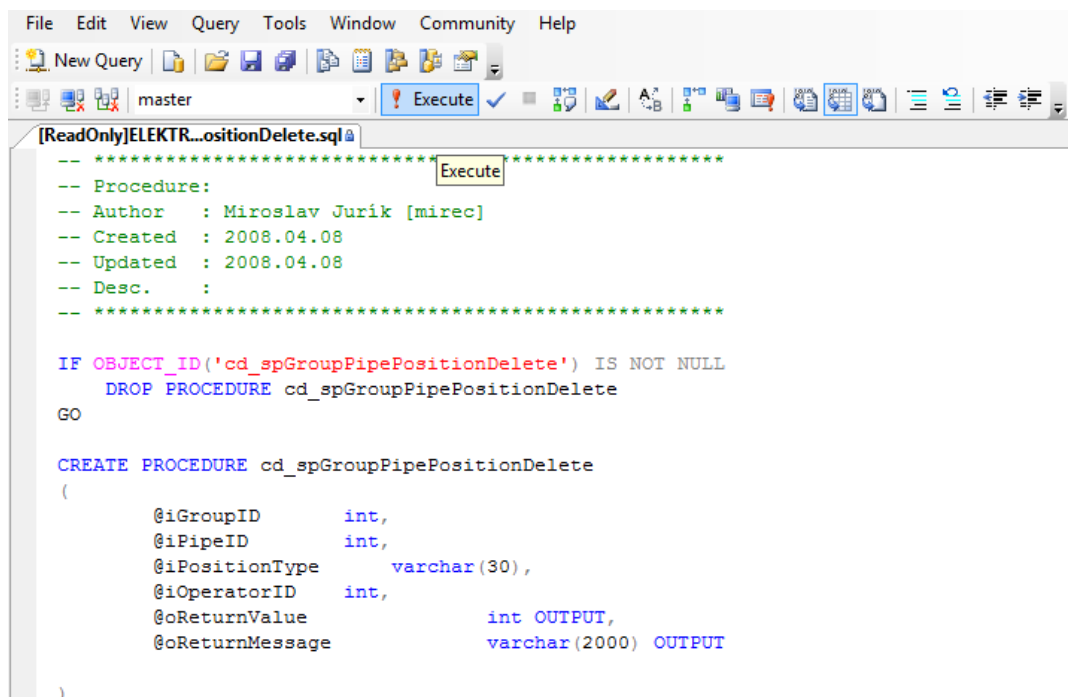 File Edit View Query Tools Window Community Help
New Query
master Execute
[ReadOnly]ELEKTR...ositionDelete.sql
-- *****************************************************
Execute
-- Procedure:
-- Author   : Miroslav Jurík [mirec]
-- Created  : 2008.04.08
-- Updated  : 2008.04.08
-- Desc.    :
-- *****************************************************
IF OBJECT_ID('cd_spGroupPipePositionDelete') IS NOT NULL
    DROP PROCEDURE cd_spGroupPipePositionDelete
GO
CREATE PROCEDURE cd_spGroupPipePositionDelete
(
        @iGroupID       int,
        @iPipeID        int,
        @iPositionType      varchar(30),
        @iOperatorID    int,
        @oReturnValue               int OUTPUT,
        @oReturnMessage             varchar(2000) OUTPUT
)